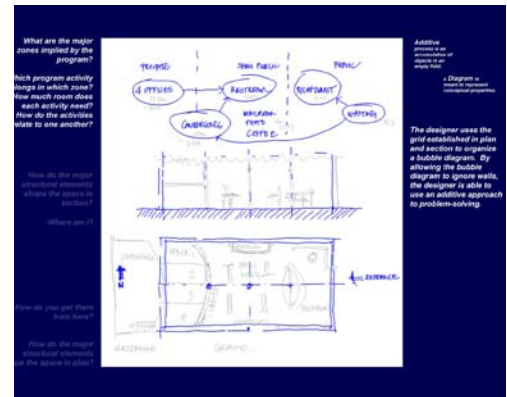 What are the major
zones implied by the
program?
Which program activity
belongs in which zone?
How much room does
each activity need?
How do the activities
relate to one another?
How do the major
structural elements
shape the space in
section?
Where am I?
How do you get there
from here?
How do the major
structural elements
shape the space in plan?
PRIVATE
SEMI PUBLIC
PUBLIC
4 OFFICES
RESTROOM
RECEPTIONIST
CONFERENCE
WAITING
COFFEE
ENTRANCE
MEZZANINE
GROUND
Additive
process is an
accumulation of
objects in an
empty field.
a Diagram is
meant to represent
conceptual properties.
The designer uses the
grid established in plan
and section to organize
a bubble diagram. By
allowing the bubble
diagram to ignore walls,
the designer is able to
use an additive approach
to problem-solving.